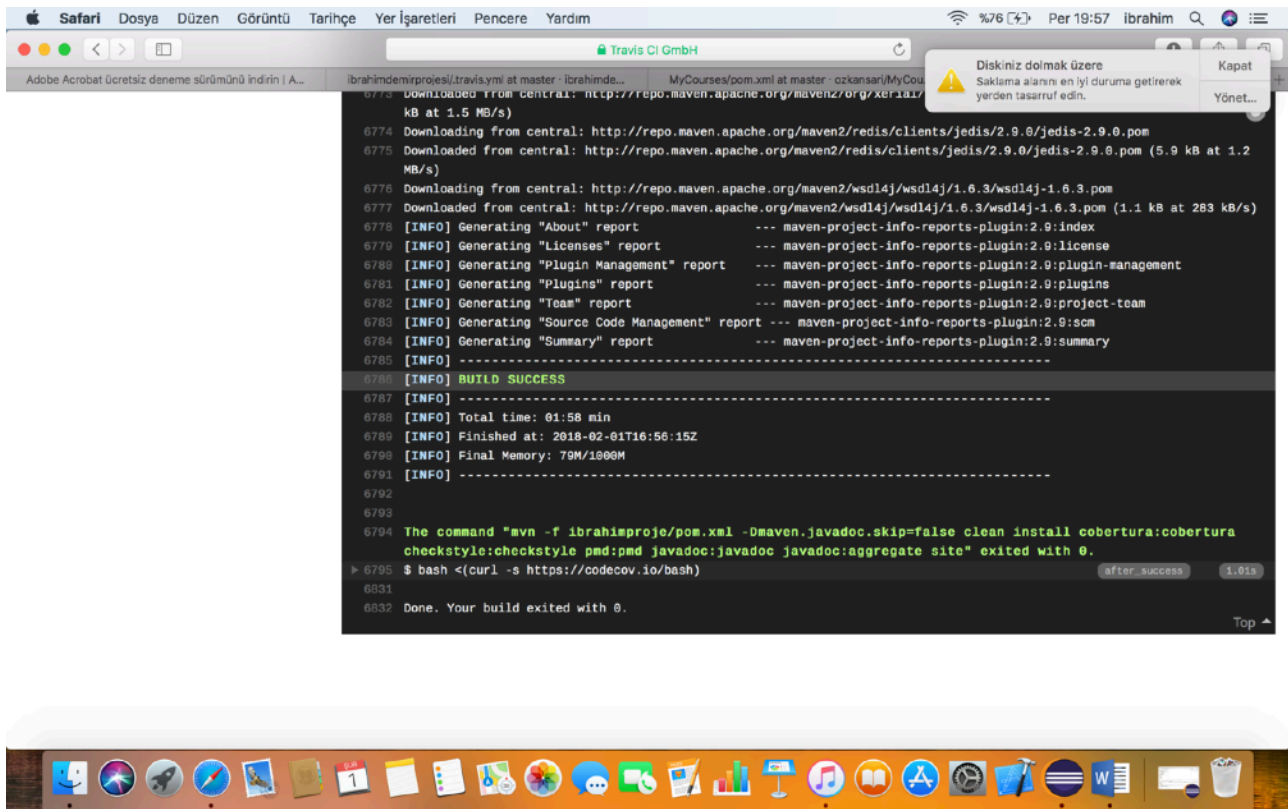 Safari Dosya Düzen Görüntü Tarihçe Yer İşaretleri Pencere Yardım %76 Per 19:57 ibrahim
Travis CI GmbH
Diskiniz dolmak üzere
Saklama alanını en iyi duruma getirerek
yerden tasarruf edin.
Kapat
Yönet...
Adobe Acrobat ücretsiz deneme sürümünü indirin | A... ibrahimdemirprojesi/.travis.yml at master · ibrahimde... MyCourses/pom.xml at master · ozkansari/MyCou
6773 Downloaded from central: http://repo.maven.apache.org/maven2/org/xerial/
kB at 1.5 MB/s)
6774 Downloading from central: http://repo.maven.apache.org/maven2/redis/clients/jedis/2.9.0/jedis-2.9.0.pom
6775 Downloaded from central: http://repo.maven.apache.org/maven2/redis/clients/jedis/2.9.0/jedis-2.9.0.pom (5.9 kB at 1.2
MB/s)
6776 Downloading from central: http://repo.maven.apache.org/maven2/wsdl4j/wsdl4j/1.6.3/wsdl4j-1.6.3.pom
6777 Downloaded from central: http://repo.maven.apache.org/maven2/wsdl4j/wsdl4j/1.6.3/wsdl4j-1.6.3.pom (1.1 kB at 283 kB/s)
6778 [INFO] Generating "About" report --- maven-project-info-reports-plugin:2.9:index
6779 [INFO] Generating "Licenses" report --- maven-project-info-reports-plugin:2.9:license
6780 [INFO] Generating "Plugin Management" report --- maven-project-info-reports-plugin:2.9:plugin-management
6781 [INFO] Generating "Plugins" report --- maven-project-info-reports-plugin:2.9:plugins
6782 [INFO] Generating "Team" report --- maven-project-info-reports-plugin:2.9:project-team
6783 [INFO] Generating "Source Code Management" report --- maven-project-info-reports-plugin:2.9:scm
6784 [INFO] Generating "Summary" report --- maven-project-info-reports-plugin:2.9:summary
6785 [INFO] ------------------------------------------------------------------------
6786 [INFO] BUILD SUCCESS
6787 [INFO] ------------------------------------------------------------------------
6788 [INFO] Total time: 01:58 min
6789 [INFO] Finished at: 2018-02-01T16:56:15Z
6790 [INFO] Final Memory: 79M/1000M
6791 [INFO] ------------------------------------------------------------------------
6792
6793
6794 The command "mvn -f ibrahimproje/pom.xml -Dmaven.javadoc.skip=false clean install cobertura:cobertura
checkstyle:checkstyle pmd:pmd javadoc:javadoc javadoc:aggregate site" exited with 0.
6795 $ bash <(curl -s https://codecov.io/bash) after_success 1.01s
6831
6832 Done. Your build exited with 0.
Top
ŞUB
1
W